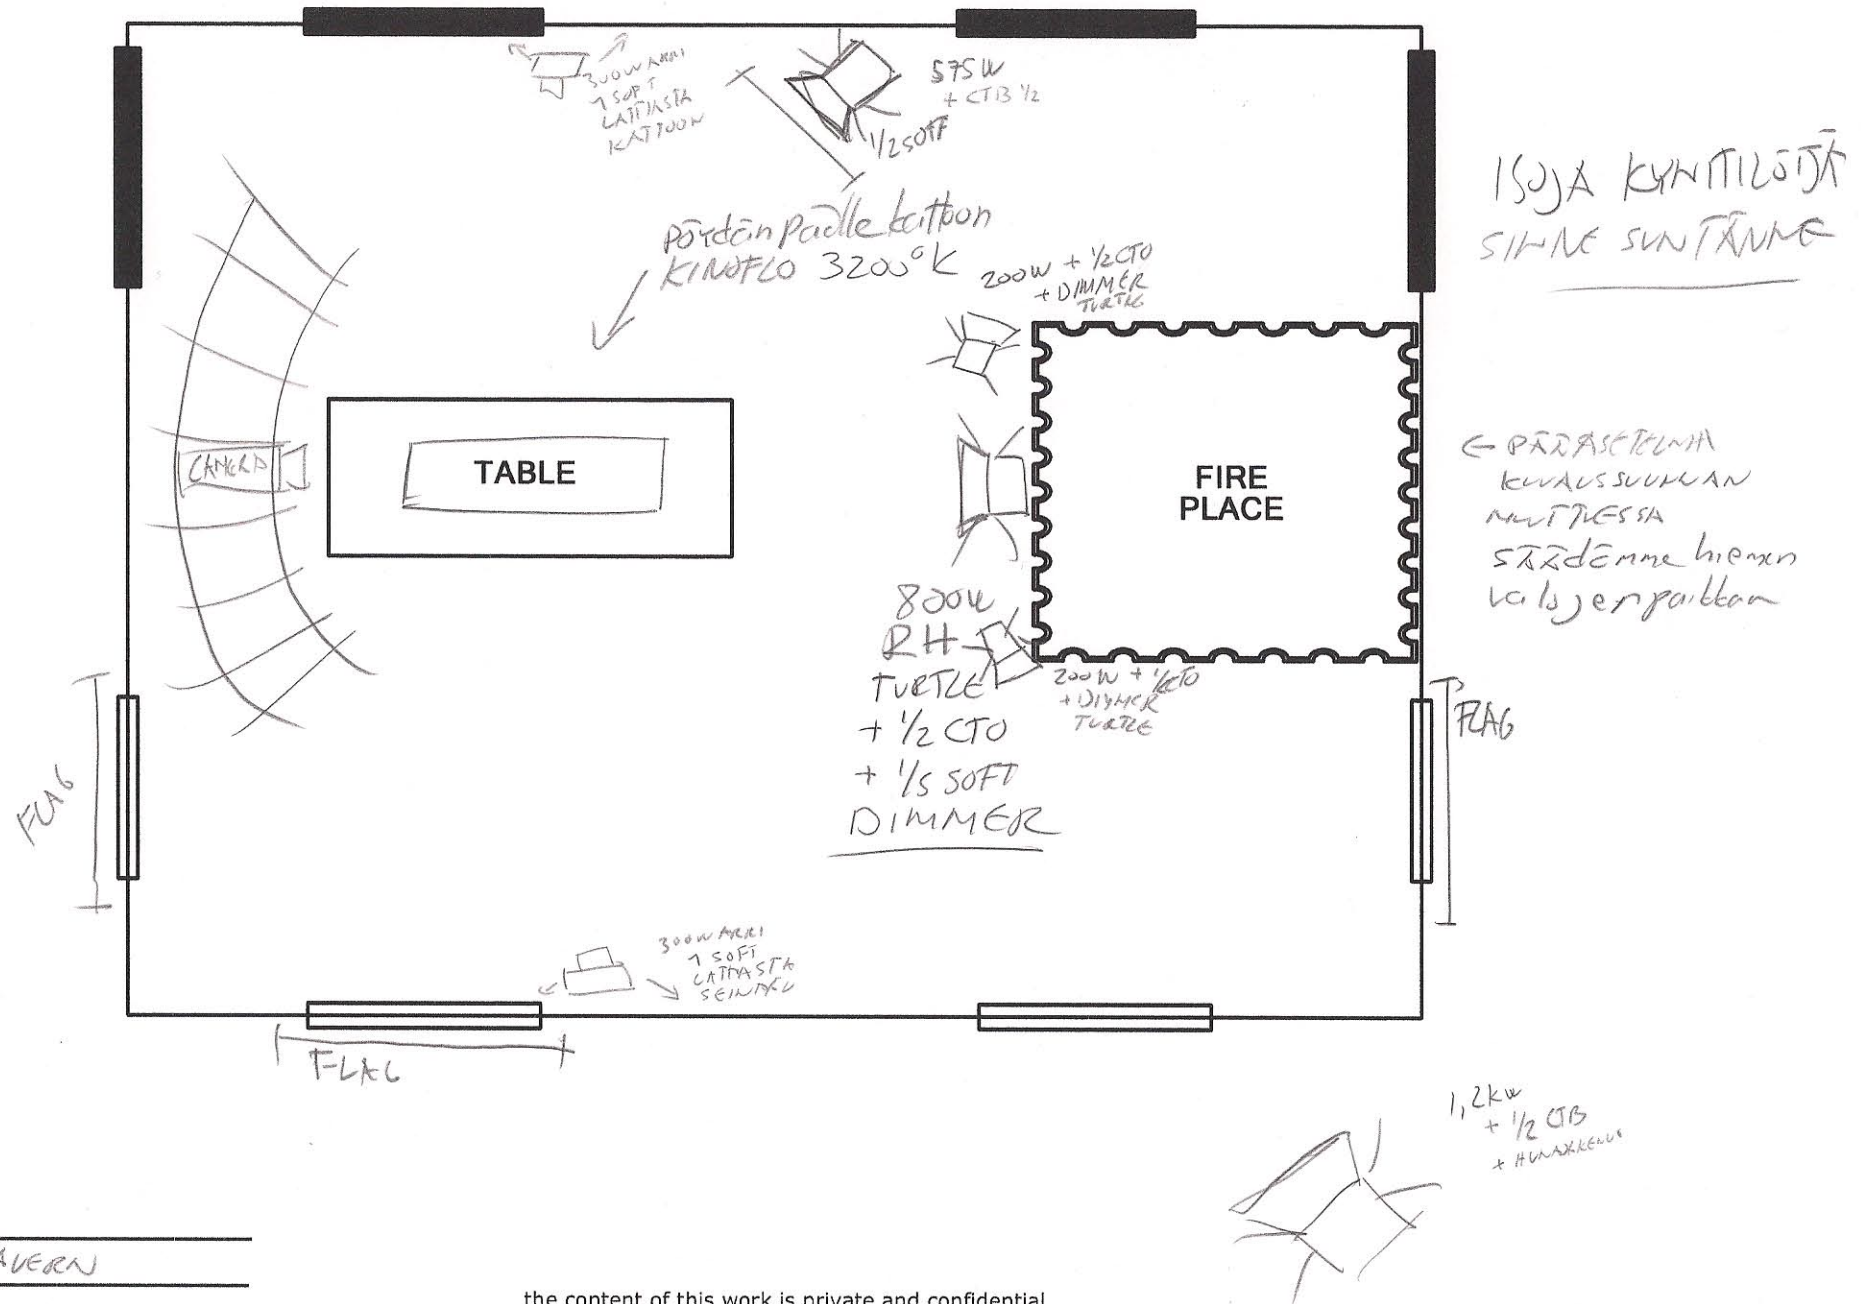 300W ARRI
1 SOFT
LATTIASTA
KATTOON
575W
+ CTB ½
1/2 SOFT
ISOJA KYNTTILÖITÄ
SINNE SUN TÄNNE
Pöydän päälle kattoon
KINOFLO 3200°K
200W + ½ CTO
+ DIMMER
TURTLE
CAMERA
TABLE
FIRE
PLACE
← PÄÄASETELMA
KUVAUSSUUNNAN
MUUTTUESSA
SÄÄdämme hieman
valojen paikkaa
800W
RH
TURTLE
+ ½ CTO
+ 1/5 SOFT
DIMMER
200W + ½ CTO
+ DIMMER
TURTLE
FLAG
FLAG
300W ARRI
1 SOFT
LATTIASTA
SEINÄÄN
FLAG
1,2kW
+ ½ CTB
AVERN
the content of this work is private and confidential